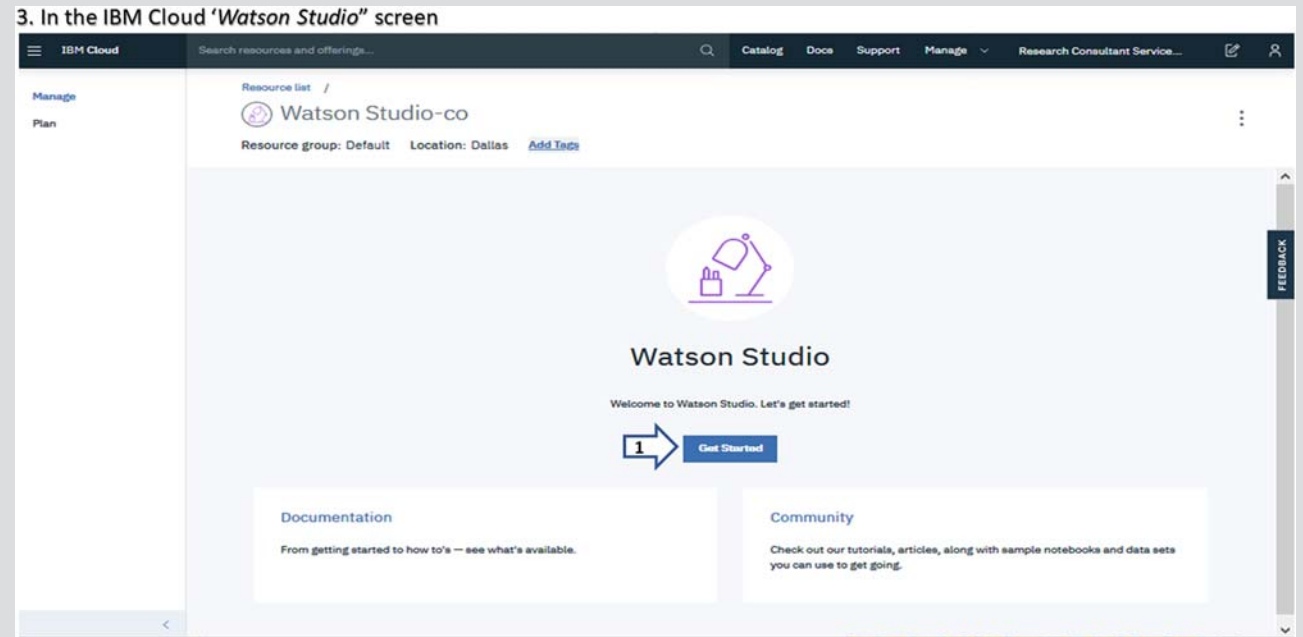 3. In the IBM Cloud ‘Watson Studio” screen
IBM Cloud Search resources and offerings... Catalog Docs Support Manage Research Consultant Service...
Manage
Plan
Resource list /
Watson Studio-co
Resource group: Default Location: Dallas Add Tags
FEEDBACK
Watson Studio
Welcome to Watson Studio. Let's get started!
1 Get Started
Documentation
From getting started to how to's — see what's available.
Community
Check out our tutorials, articles, along with sample notebooks and data sets
you can use to get going.